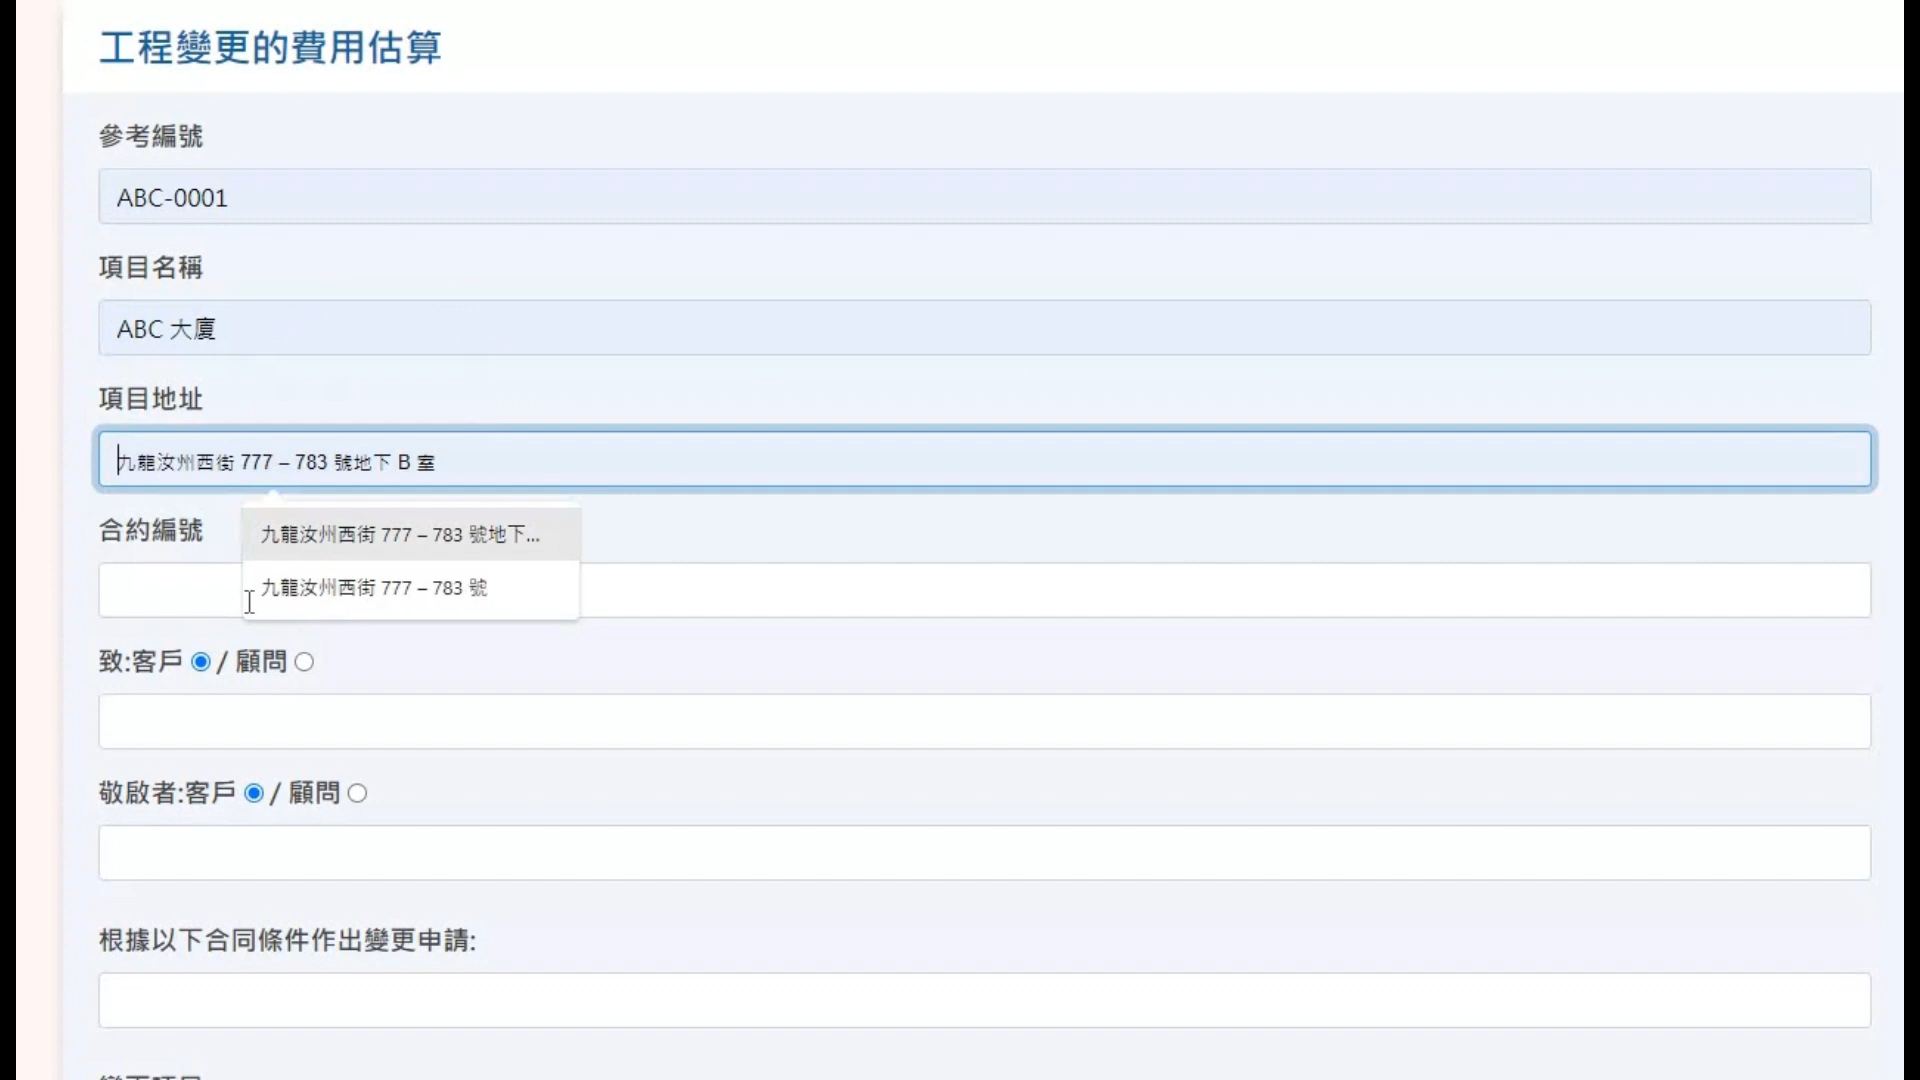 工程變更的費用估算
參考編號
ABC-0001
項目名稱
ABC 大廈
項目地址
九龍汝州西街 777 – 783 號地下 B 室
合約編號
九龍汝州西街 777 – 783 號地下...
九龍汝州西街 777 – 783 號
致:客戶 / 顧問
敬啟者:客戶 / 顧問
根據以下合同條件作出變更申請: